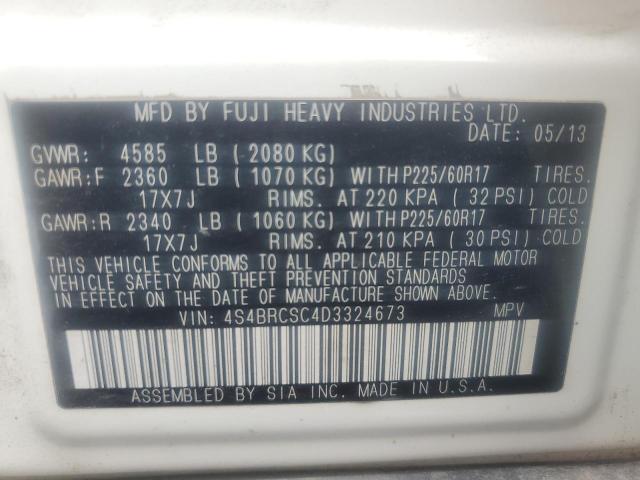 MFD BY FUJI HEAVY INDUSTRIES LTD.
DATE: 05/13
GVWR: 4585 LB (2080 KG)
GAWR:F 2360 LB (1070 KG) WITH P225/60R17 TIRES.
17X7J RIMS. AT 220 KPA (32 PSI) COLD
GAWR:R 2340 LB (1060 KG) WITH P225/60R17 TIRES.
17X7J RIMS. AT 210 KPA (30 PSI) COLD
THIS VEHICLE CONFORMS TO ALL APPLICABLE FEDERAL MOTOR
VEHICLE SAFETY AND THEFT PREVENTION STANDARDS
IN EFFECT ON THE DATE OF MANUFACTURE SHOWN ABOVE.
VIN: 4S4BRCSC4D3324673 MPV
ASSEMBLED BY SIA INC. MADE IN U.S.A.